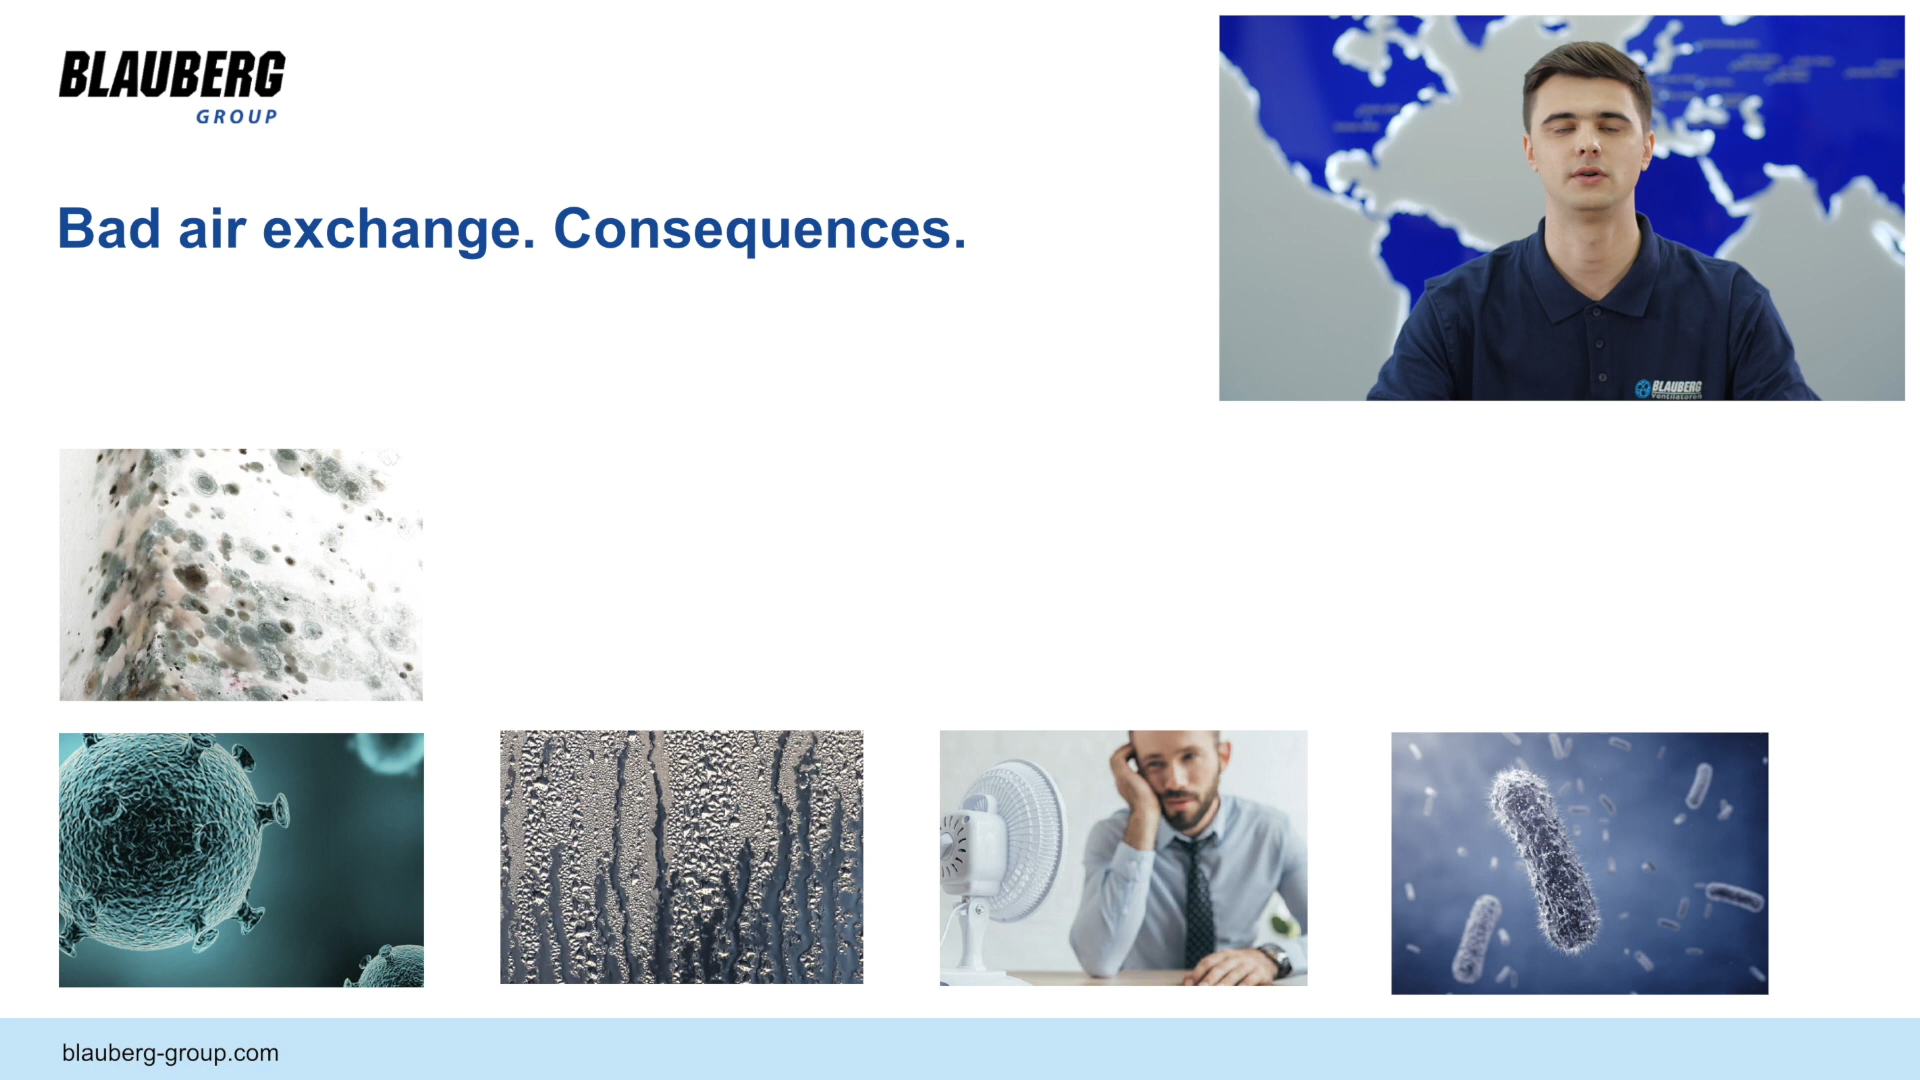 BLAUBERG
GROUP
Bad air exchange. Consequences.
BLAUBERG
Ventilatoren
blauberg-group.com